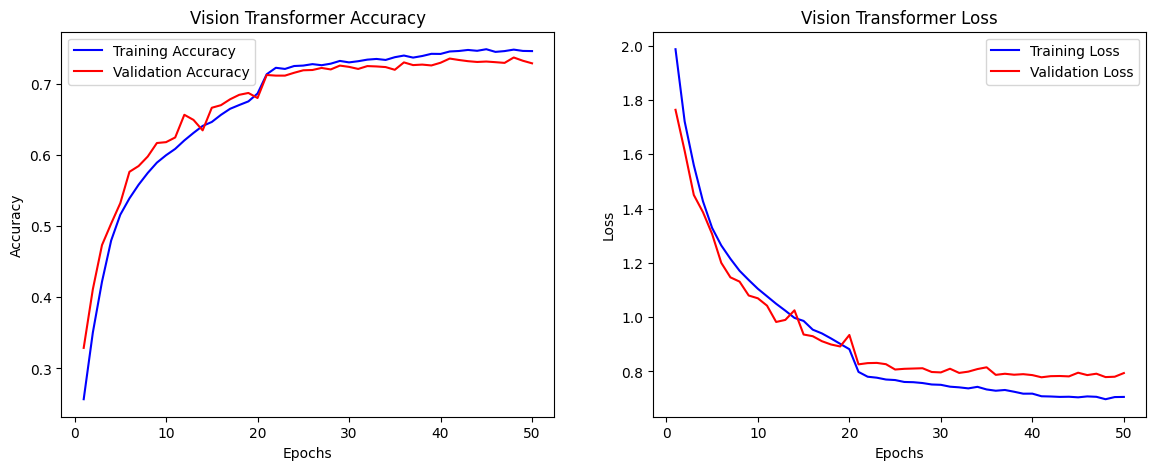 Vision Transformer Accuracy
Training Accuracy
Validation Accuracy
Accuracy
0.7
0.6
0.5
0.4
0.3
0
10
20
30
40
50
Epochs
Vision Transformer Loss
Training Loss
Validation Loss
Loss
2.0
1.8
1.6
1.4
1.2
1.0
0.8
0
10
20
30
40
50
Epochs